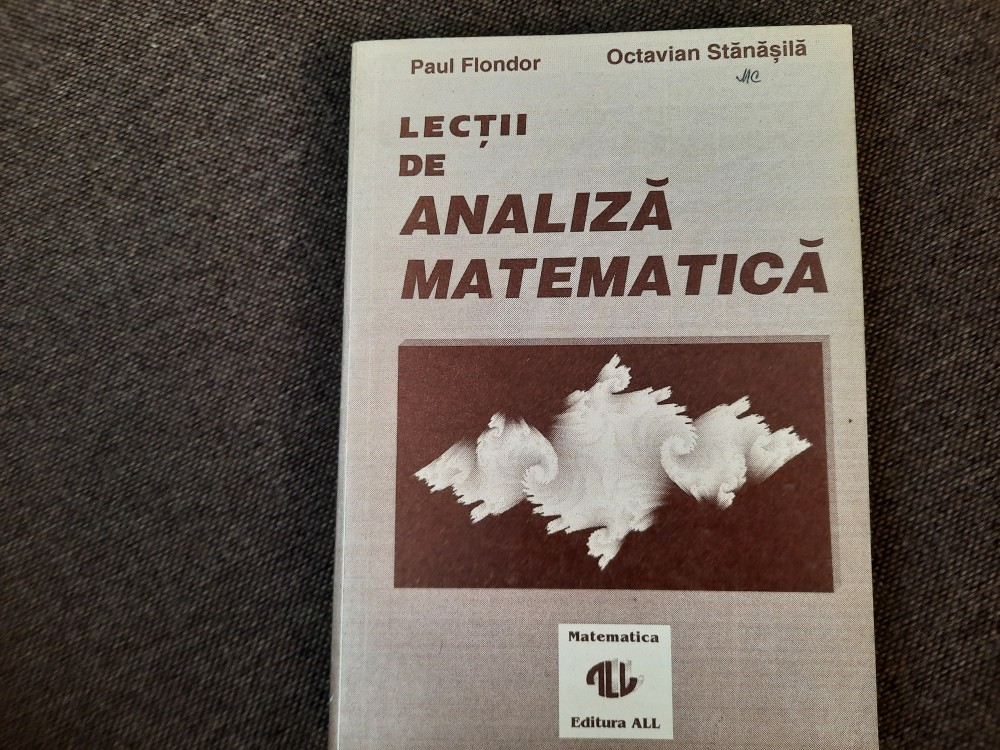 Paul Flondor Octavian Stănășilă
LECȚII
DE
ANALIZĂ
MATEMATICĂ
Matematica
ALL
Editura ALL